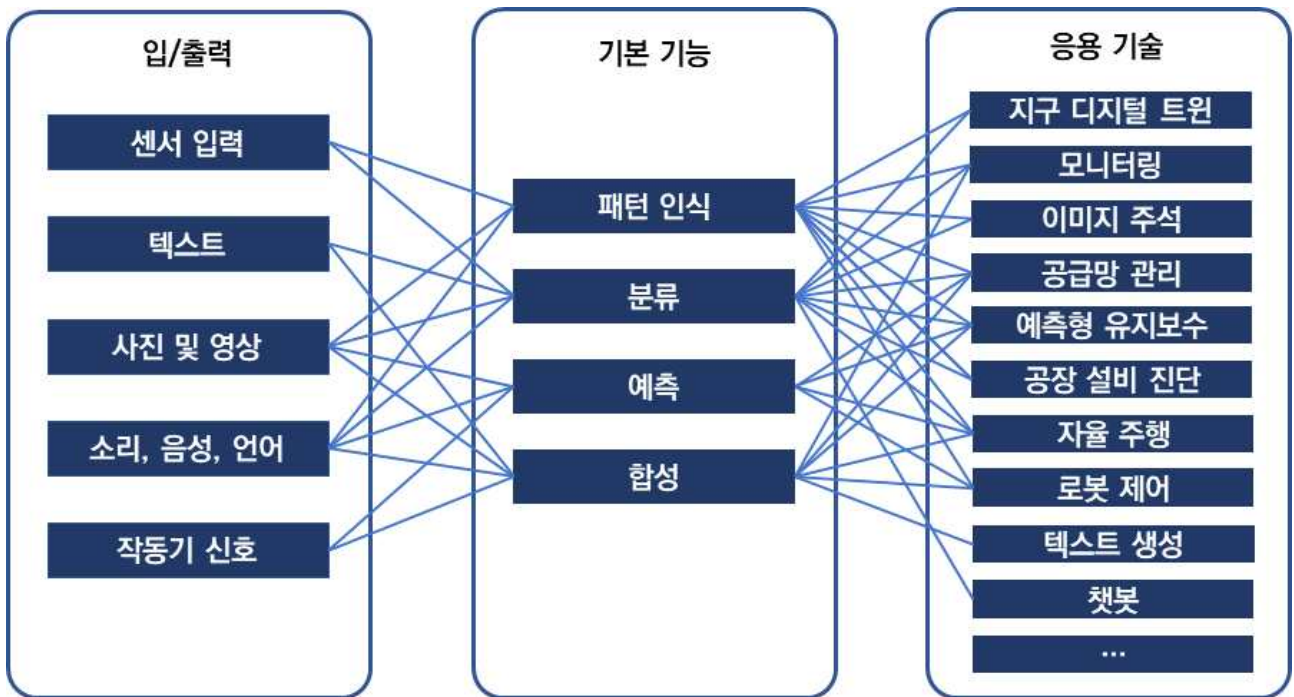 입/출력
센서 입력
텍스트
사진 및 영상
소리, 음성, 언어
작동기 신호
기본 기능
패턴 인식
분류
예측
합성
응용 기술
지구 디지털 트윈
모니터링
이미지 주석
공급망 관리
예측형 유지보수
공장 설비 진단
자율 주행
로봇 제어
텍스트 생성
챗봇
...